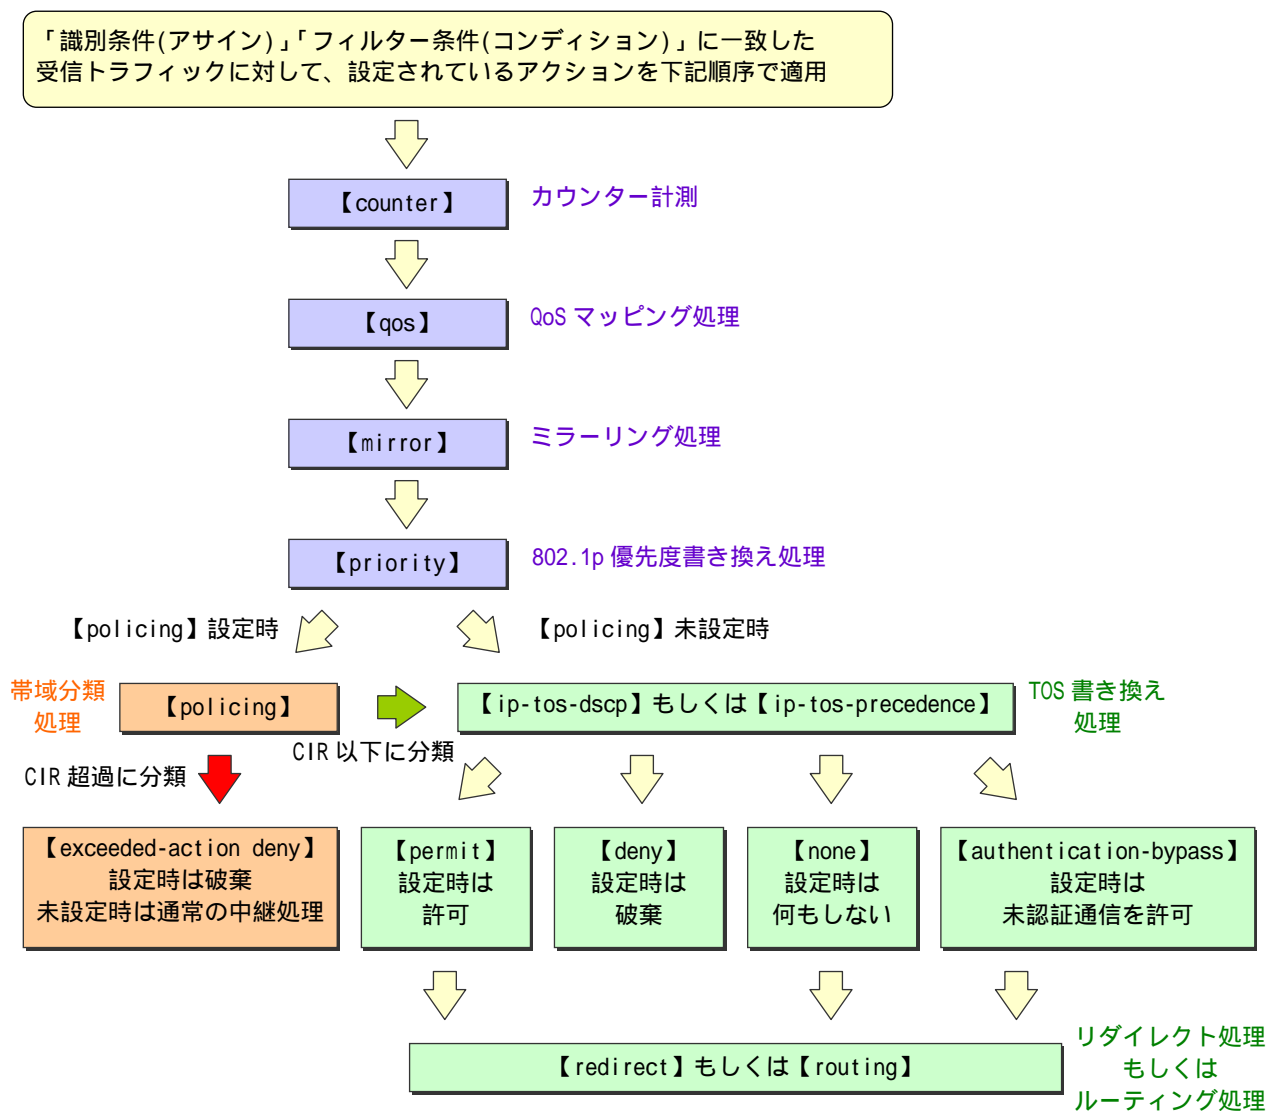 「識別条件(アサイン)」「フィルター条件(コンディション)」に一致した
受信トラフィックに対して、設定されているアクションを下記順序で適用
【counter】
カウンター計測
【qos】
QoS マッピング処理
【mirror】
ミラーリング処理
【priority】
802.1p 優先度書き換え処理
【policing】設定時
【policing】未設定時
帯域分類
処理
【policing】
【ip-tos-dscp】もしくは【ip-tos-precedence】
TOS 書き換え
処理
CIR 以下に分類
CIR 超過に分類
【exceeded-action deny】
設定時は破棄
未設定時は通常の中継処理
【permit】
設定時は
許可
【deny】
設定時は
破棄
【none】
設定時は
何もしない
【authentication-bypass】
設定時は
未認証通信を許可
【redirect】もしくは【routing】
リダイレクト処理
もしくは
ルーティング処理